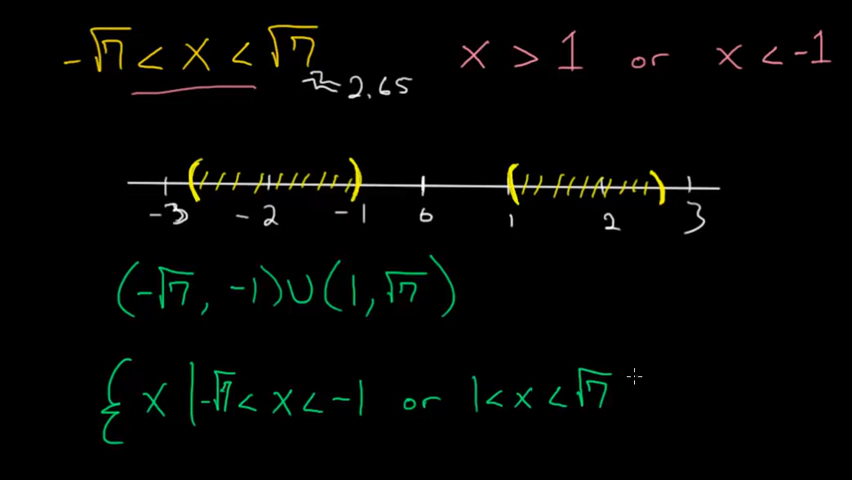 -√7 < x < √7 x > 1 or x < -1
≈ 2.65
-3 -2 -1 0 1 2 3
(-√7, -1) ∪ (1, √7)
{ x | -√7 < x < -1 or 1 < x < √7